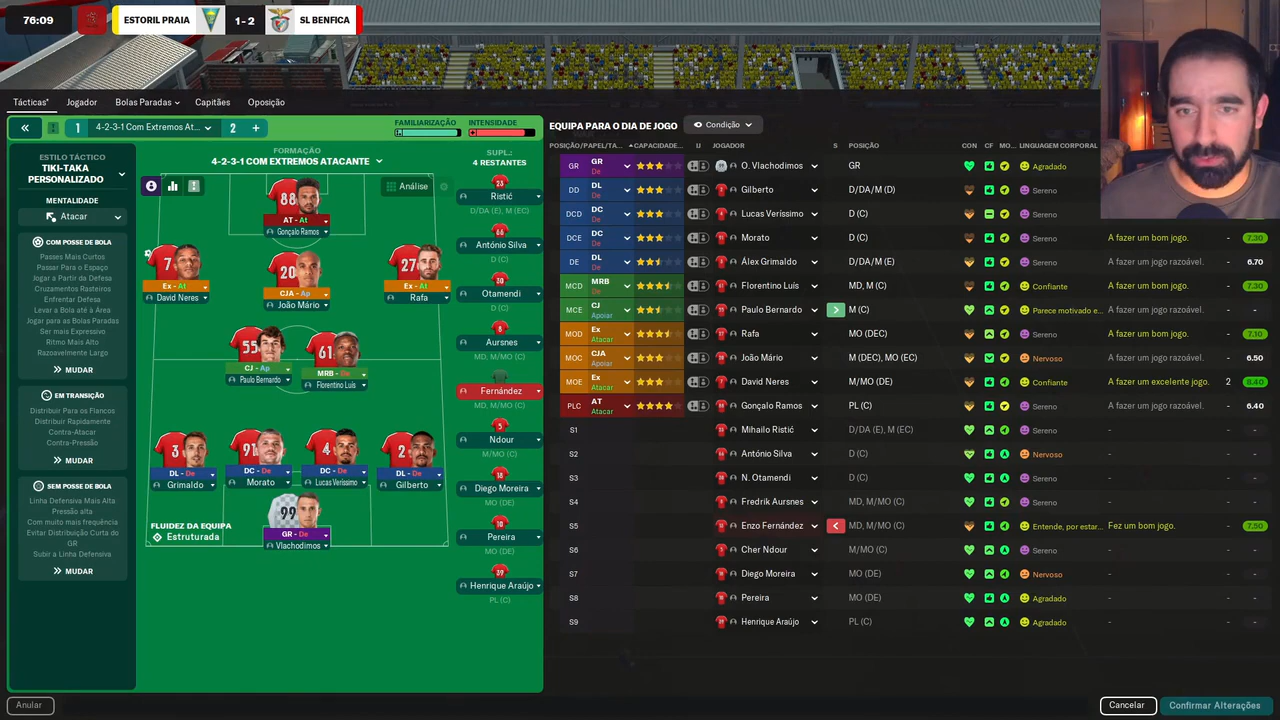 76:09
ESTORIL PRAIA
1 - 2
SL BENFICA
Tácticas*
Jogador
Bolas Paradas
Capitães
Oposição
1
4-2-3-1 Com Extremos At...
2
FAMILIARIZAÇÃO
INTENSIDADE
ESTILO TÁCTICO
TIKI-TAKA
PERSONALIZADO
MENTALIDADE
Atacar
COM POSSE DE BOLA
Passes Mais Curtos
Passar Para o Espaço
Jogar a Partir da Defesa
Cruzamentos Rasteiros
Enfrentar Defesa
Levar a Bola até à Área
Jogar para as Bolas Paradas
Ser mais Expressivo
Ritmo Mais Alto
Razoavelmente Largo
MUDAR
EM TRANSIÇÃO
Distribuir Para os Flancos
Distribuir Rapidamente
Contra-Atacar
Contra-Pressão
MUDAR
SEM POSSE DE BOLA
Linha Defensiva Mais Alta
Pressão alta
Com muito mais frequência
Evitar Distribuição Curta do
GR
Subir a Linha Defensiva
MUDAR
FORMAÇÃO
4-2-3-1 COM EXTREMOS ATACANTE
Análise
88
AT - At
Gonçalo Ramos
7
Ex - At
David Neres
20
CJA - Ap
João Mário
27
Ex - At
Rafa
55
CJ - Ap
Paulo Bernardo
61
MRB - De
Florentino Luís
3
DL - De
Grimaldo
91
DC - De
Morato
4
DC - De
Lucas Veríssimo
2
DL - De
Gilberto
99
GR - De
Vlachodimos
FLUIDEZ DA EQUIPA
Estruturada
SUPL.:
4 RESTANTES
23
Ristić
D/DA (E), M (EC)
66
António Silva
D (C)
30
Otamendi
D (C)
8
Aursnes
MD, M/MO (C)
Fernández
MD, M/MO (C)
5
Ndour
M/MO (C)
18
Diego Moreira
MO (DE)
10
Pereira
MO (DE)
39
Henrique Araújo
PL (C)
EQUIPA PARA O DIA DE JOGO
Condição
POSIÇÃO/PAPEL/TA... CAPACIDADE... IJ JOGADOR S POSIÇÃO CON CF MO... LINGUAGEM CORPORAL
GR GR De O. Vlachodimos GR Agradado
DD DL De Gilberto D/DA/M (D) Sereno
DCD DC De Lucas Veríssimo D (C) Sereno
DCE DC De Morato D (C) Sereno A fazer um bom jogo. - 7.30
DE DL De Álex Grimaldo D/DA/M (E) Sereno A fazer um jogo razoável. - 6.70
MCD MRB De Florentino Luís MD, M (C) Confiante A fazer um bom jogo. - 7.30
MCE CJ Apoiar Paulo Bernardo M (C) Parece motivado e... - - -
MOD Ex Atacar Rafa MO (DEC) Sereno A fazer um bom jogo. - 7.10
MOC CJA Apoiar João Mário M (DEC), MO (EC) Nervoso A fazer um jogo razoável. - 6.50
MOE Ex Atacar David Neres M/MO (DE) Confiante A fazer um excelente jogo. 2 8.40
PLC AT Atacar Gonçalo Ramos PL (C) Sereno A fazer um jogo razoável. - 6.40
S1 Mihailo Ristić D/DA (E), M (EC) Sereno - - -
S2 António Silva D (C) Nervoso - - -
S3 N. Otamendi D (C) Sereno - - -
S4 Fredrik Aursnes MD, M/MO (C) Sereno - - -
S5 Enzo Fernández MD, M/MO (C) Entende, por estar... Fez um bom jogo. - 7.50
S6 Cher Ndour M/MO (C) Sereno - - -
S7 Diego Moreira MO (DE) Nervoso - - -
S8 Pereira MO (DE) Agradado - - -
S9 Henrique Araújo PL (C) Agradado - - -
Anular
Cancelar
Confirmar Alterações